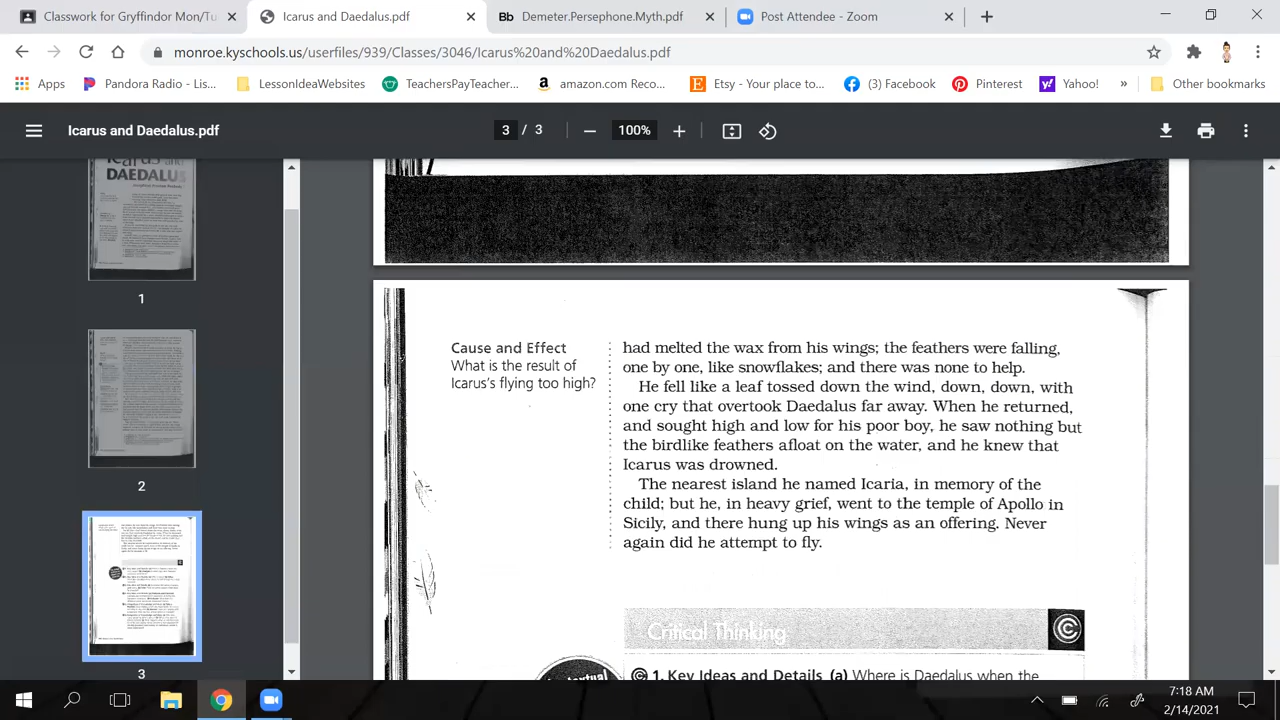 Classwork for Gryffindor Mon/Tu
Icarus and Daedalus.pdf
Bb Demeter.Persephone.Myth.pdf
Post Attendee - Zoom
monroe.kyschools.us/userfiles/939/Classes/3046/Icarus%20and%20Daedalus.pdf
Apps
Pandora Radio - Lis...
LessonIdeaWebsites
TeachersPayTeacher...
amazon.com Reco...
Etsy - Your place to...
(3) Facebook
Pinterest
Yahoo!
»
Other bookmarks
Icarus and Daedalus.pdf
3 / 3
100%
Icarus and
DAEDALUS
1
2
3
Cause and Effect
What is the result of
Icarus's flying too high?
had melted the wax from his wings; the feathers were falling,
one by one, like snowflakes; and there was none to help.
He fell like a leaf tossed down the wind, down, down, with
one cry that overtook Daedalus far away. When he returned,
and sought high and low for his poor boy, he saw nothing but
the birdlike feathers afloat on the water, and he knew that
Icarus was drowned.
The nearest island he named Icaria, in memory of the
child; but he, in heavy grief, went to the temple of Apollo in
Sicily, and there hung up his wings as an offering. Never
again did he attempt to fly.
Critical Thinking
1. Key Ideas and Details (a) Where is Daedalus when the
7:18 AM
2/14/2021